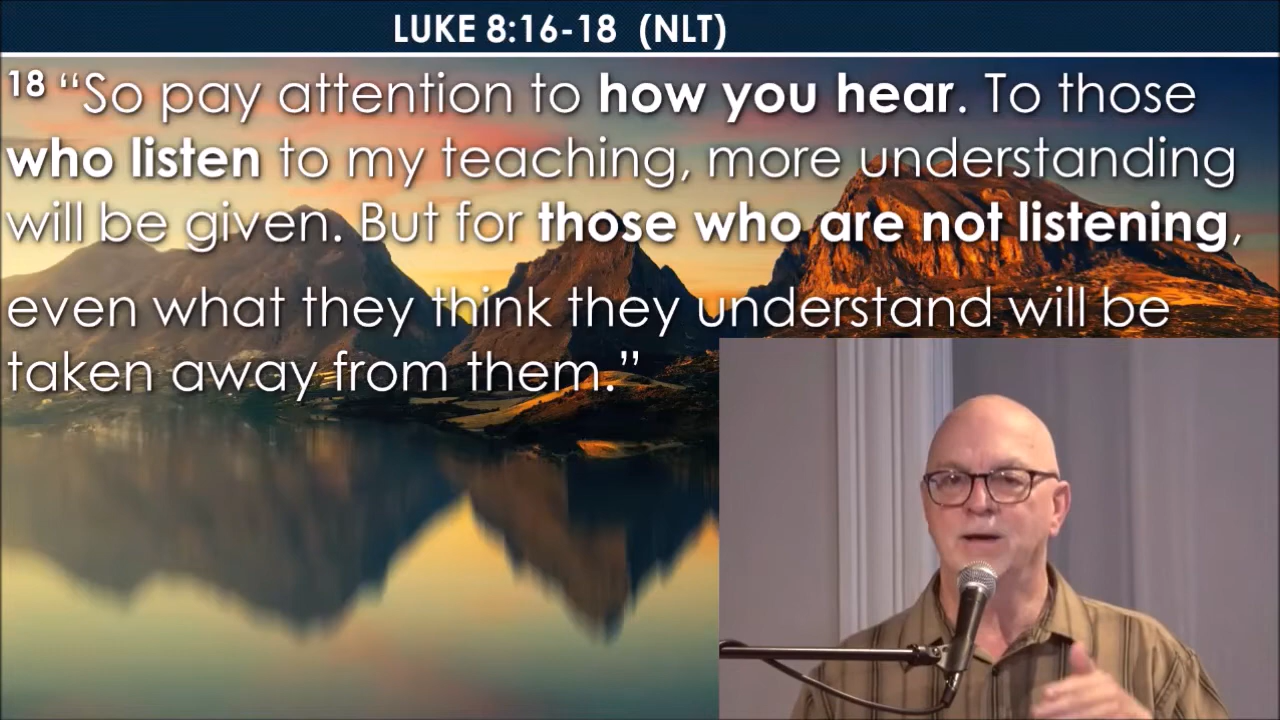 LUKE 8:16-18 (NLT)
18 “So pay attention to how you hear. To those
who listen to my teaching, more understanding
will be given. But for those who are not listening,
even what they think they understand will be
taken away from them.”